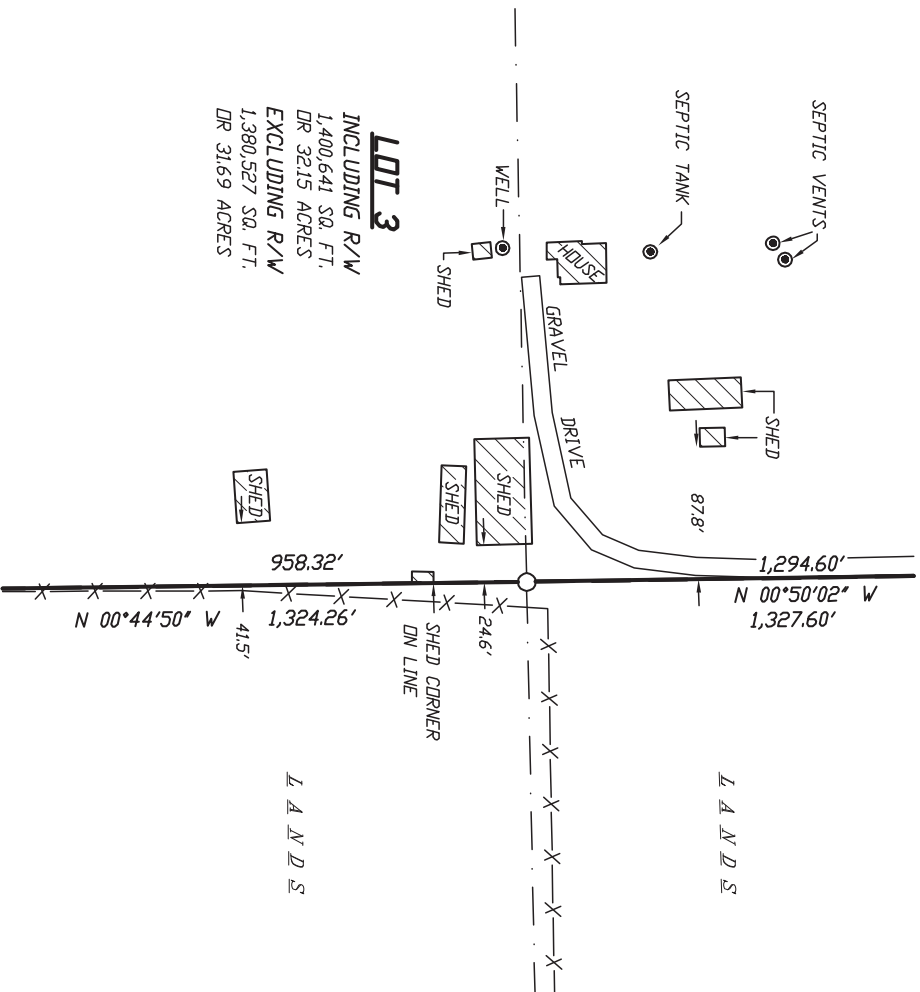 SEPTIC VENTS
SEPTIC TANK
WELL
HOUSE
SHED
LOT 3
INCLUDING R/W
1,400,641 SQ. FT.
OR 32.15 ACRES
EXCLUDING R/W
1,380,527 SQ. FT.
OR 31.69 ACRES
GRAVEL DRIVE
SHED
87.8'
SHED
SHED
SHED
958.32'
1,294.60'
N 00°50'02" W
1,327.60'
N 00°44'50" W
1,324.26'
41.5'
24.6'
SHED CORNER
ON LINE
LANDS
LANDS